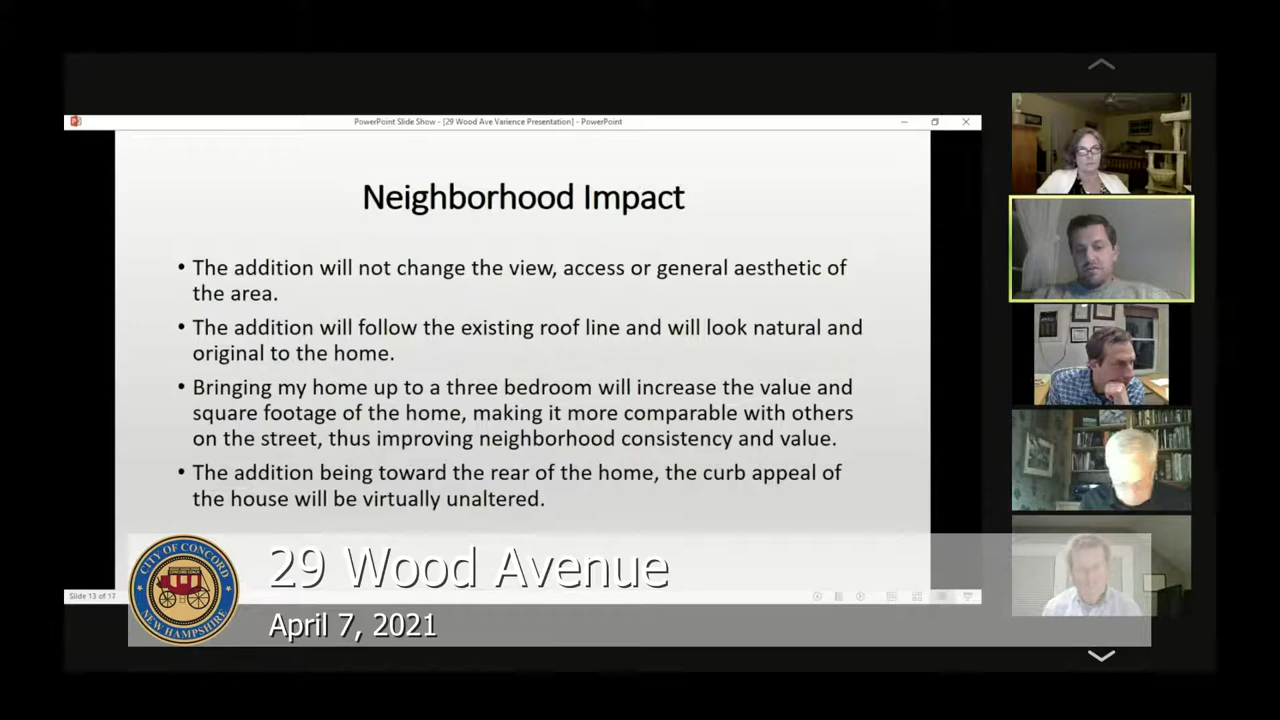 PowerPoint Slide Show - [29 Wood Ave Varience Presentation] - PowerPoint
Neighborhood Impact
• The addition will not change the view, access or general aesthetic of
the area.
• The addition will follow the existing roof line and will look natural and
original to the home.
• Bringing my home up to a three bedroom will increase the value and
square footage of the home, making it more comparable with others
on the street, thus improving neighborhood consistency and value.
• The addition being toward the rear of the home, the curb appeal of
the house will be virtually unaltered.
CITY OF CONCORD
NEW HAMPSHIRE
29 Wood Avenue
April 7, 2021
Slide 13 of 17